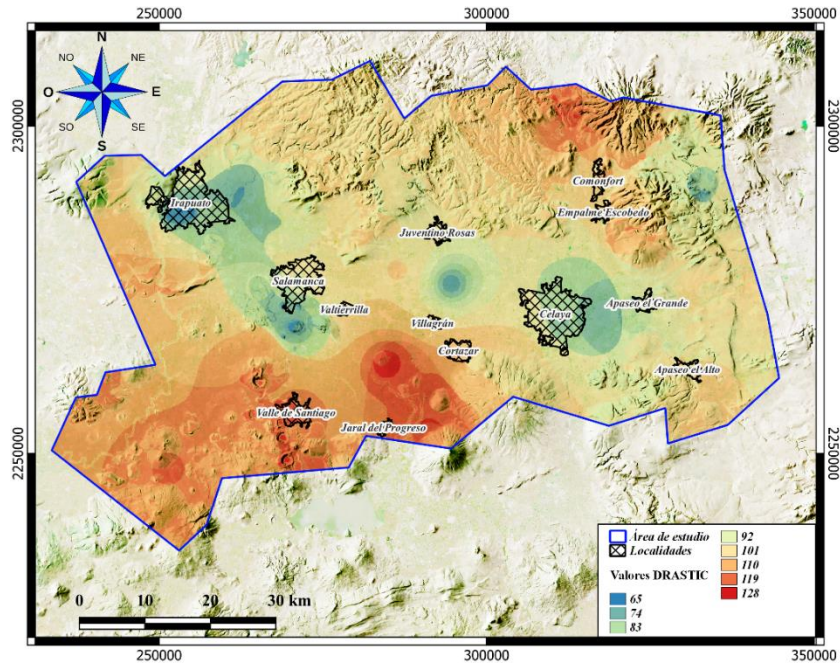 250000
300000
350000
N
NO
NE
O
E
SO
SE
S
2300000
2300000
Comonfort
Irapuato
Empalme Escobedo
Juventino Rosas
Salamanca
Apaseo el Grande
Valtierrilla
Celaya
Villagrán
Cortazar
Apaseo el Alto
Valle de Santiago
Jaral del Progreso
2250000
2250000
Área de estudio
Localidades
Valores DRASTIC
65
74
83
92
101
110
119
128
0 10 20 30 km
250000
300000
350000